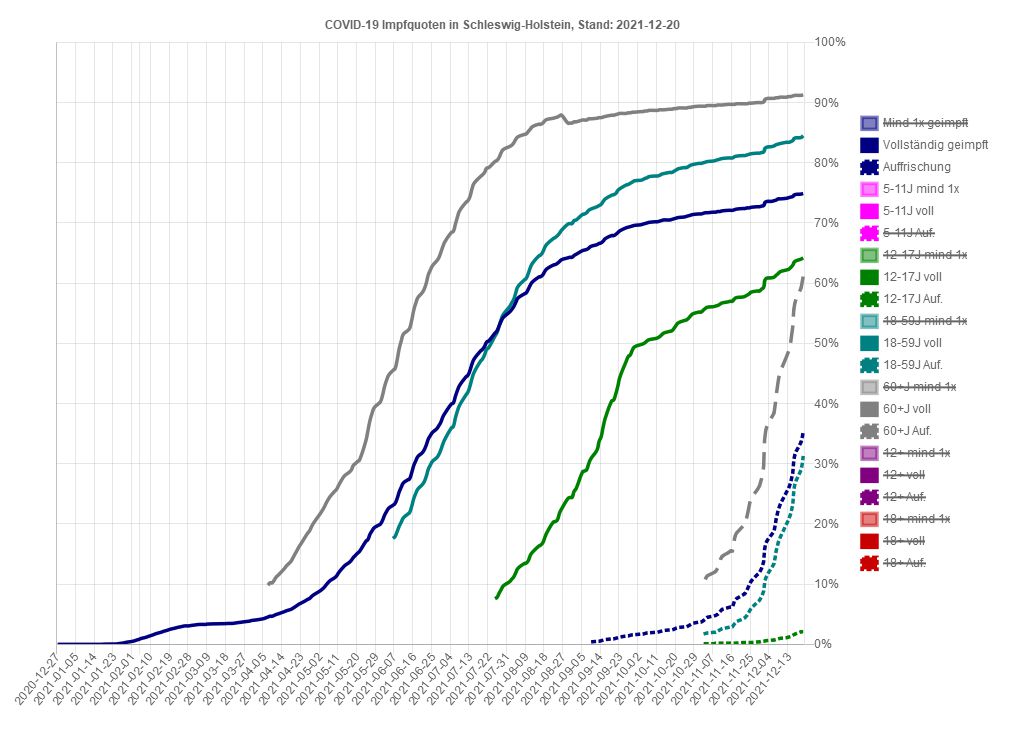 COVID-19 Impfquoten in Schleswig-Holstein, Stand: 2021-12-20
100%
90%
80%
70%
60%
50%
40%
30%
20%
10%
0%
Mind 1x geimpft
Vollständig geimpft
Auffrischung
5-11J mind 1x
5-11J voll
5-11J Auf.
12-17J mind 1x
12-17J voll
12-17J Auf.
18-59J mind 1x
18-59J voll
18-59J Auf.
60+J mind 1x
60+J voll
60+J Auf.
12+ mind 1x
12+ voll
12+ Auf.
18+ mind 1x
18+ voll
18+ Auf.
2020-12-27
2021-01-05
2021-01-14
2021-01-23
2021-02-01
2021-02-10
2021-02-19
2021-02-28
2021-03-09
2021-03-18
2021-03-27
2021-04-05
2021-04-14
2021-04-23
2021-05-02
2021-05-11
2021-05-20
2021-05-29
2021-06-07
2021-06-16
2021-06-25
2021-07-04
2021-07-13
2021-07-22
2021-07-31
2021-08-09
2021-08-18
2021-08-27
2021-09-05
2021-09-14
2021-09-23
2021-10-02
2021-10-11
2021-10-20
2021-10-29
2021-11-07
2021-11-16
2021-11-25
2021-12-04
2021-12-13